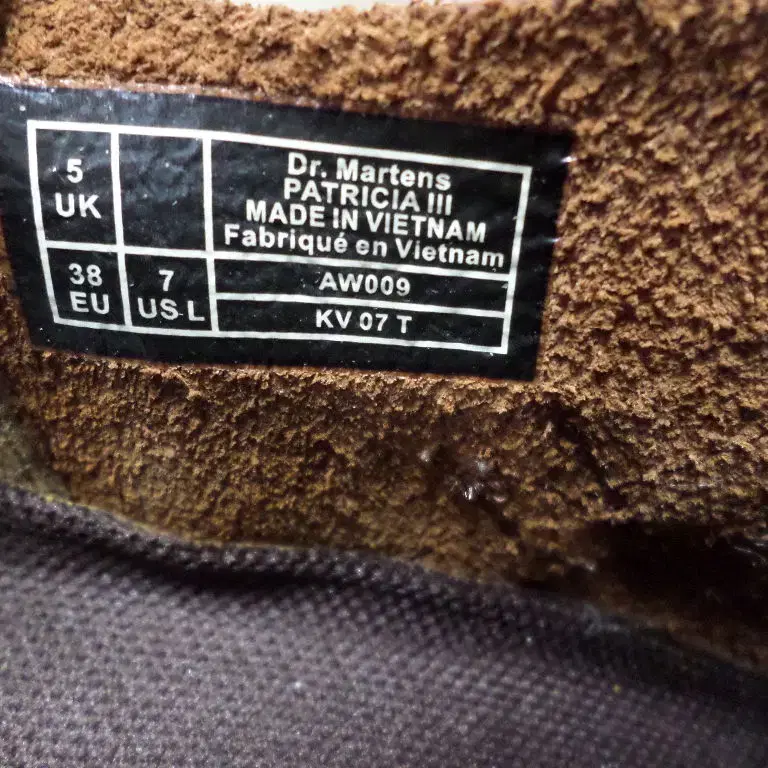 5
UK
Dr. Martens
PATRICIA III
MADE IN VIETNAM
Fabriqué en Vietnam
38
EU
7
US L
AW009
KV 07 T